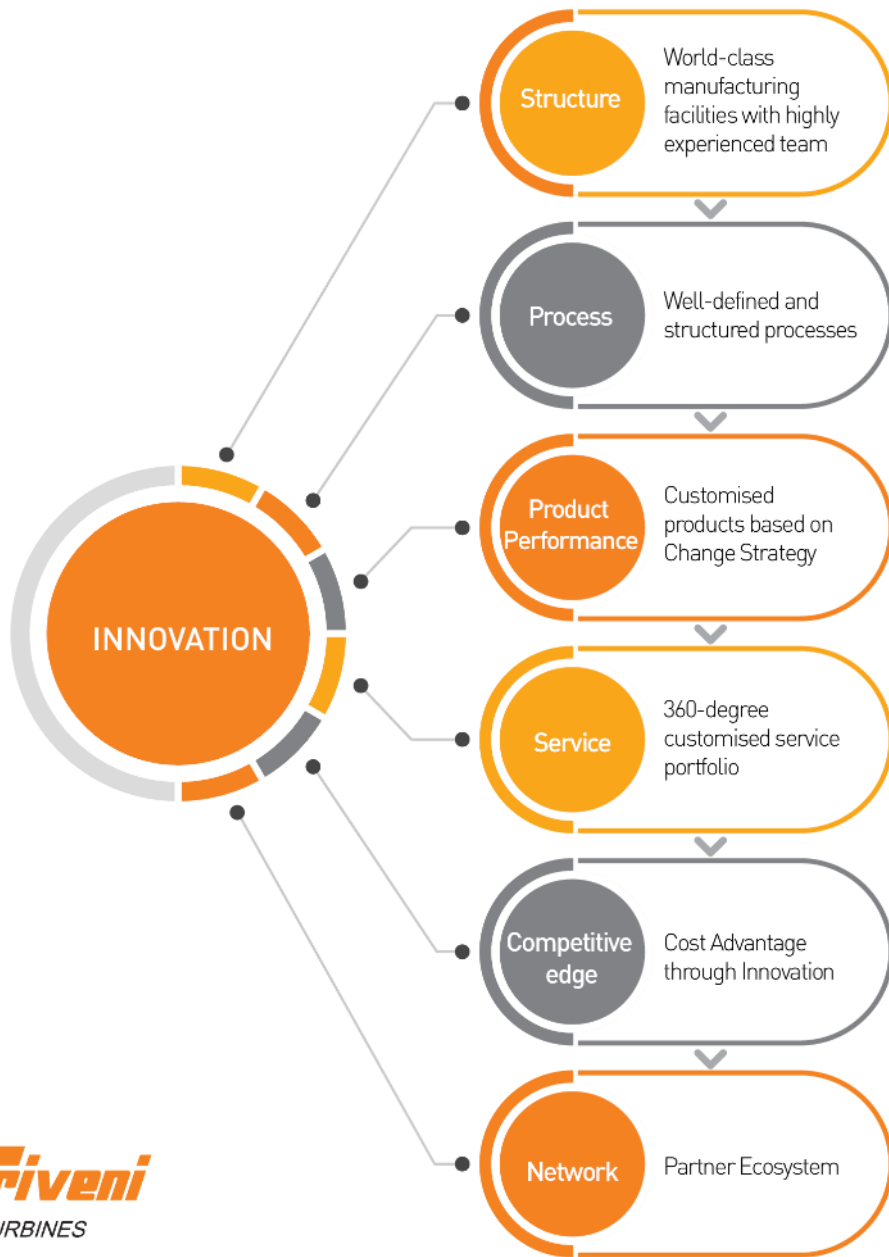 Structure
World-class
manufacturing
facilities with highly
experienced team
Process
Well-defined and
structured processes
INNOVATION
Product
Performance
Customised
products based on
Change Strategy
Service
360-degree
customised service
portfolio
Competitive
edge
Cost Advantage
through Innovation
Network
Partner Ecosystem
riveni
URBINES